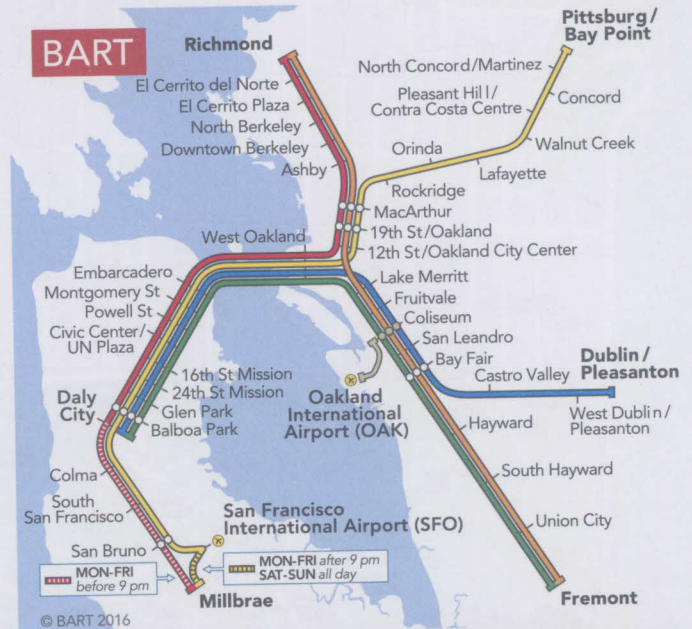 BART
Richmond
El Cerrito del Norte
El Cerrito Plaza
North Berkeley
Downtown Berkeley
Ashby
Pittsburg/
Bay Point
North Concord/Martinez
Concord
Pleasant Hill/
Contra Costa Centre
Walnut Creek
Lafayette
Orinda
Rockridge
MacArthur
19th St/Oakland
12th St/Oakland City Center
West Oakland
Embarcadero
Montgomery St
Powell St
Civic Center/
UN Plaza
16th St Mission
24th St Mission
Glen Park
Balboa Park
Daly
City
Lake Merritt
Fruitvale
Coliseum
San Leandro
Bay Fair
Oakland
International
Airport (OAK)
Castro Valley
Dublin/
Pleasanton
West Dublin/
Pleasanton
Hayward
South Hayward
Union City
Fremont
Colma
South
San Francisco
San Bruno
San Francisco
International Airport (SFO)
MON-FRI
before 9 pm
MON-FRI after 9 pm
SAT-SUN all day
Millbrae
© BART 2016